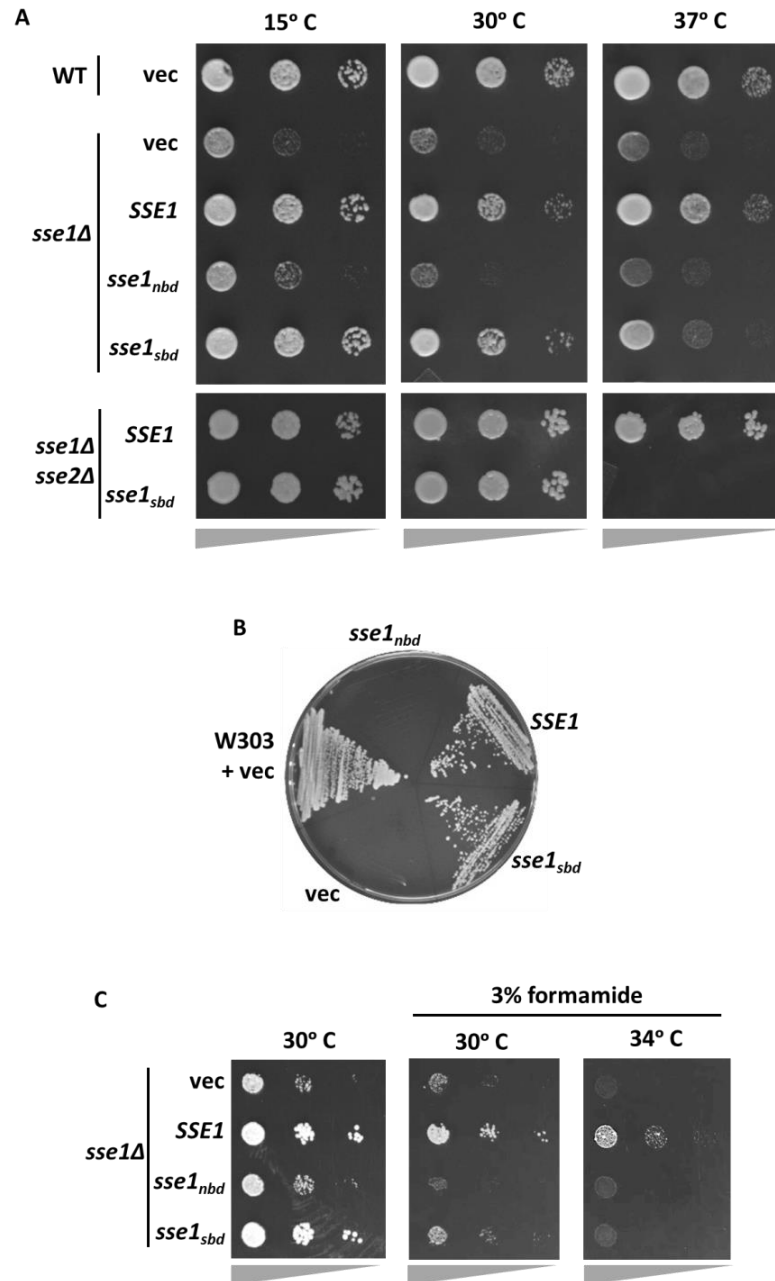 A
15° C 30° C 37° C
WT vec
vec
SSE1
sse1Δ
sse1nbd
sse1sbd
SSE1
sse1Δ
sse2Δ
sse1sbd
B
sse1nbd
SSE1
W303
+ vec
sse1sbd
vec
C
3% formamide
30° C 30° C 34° C
vec
SSE1
sse1Δ
sse1nbd
sse1sbd